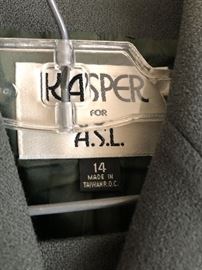 KASPER
FOR
A.S.L.
14
MADE IN
TAIWAN R.O.C.